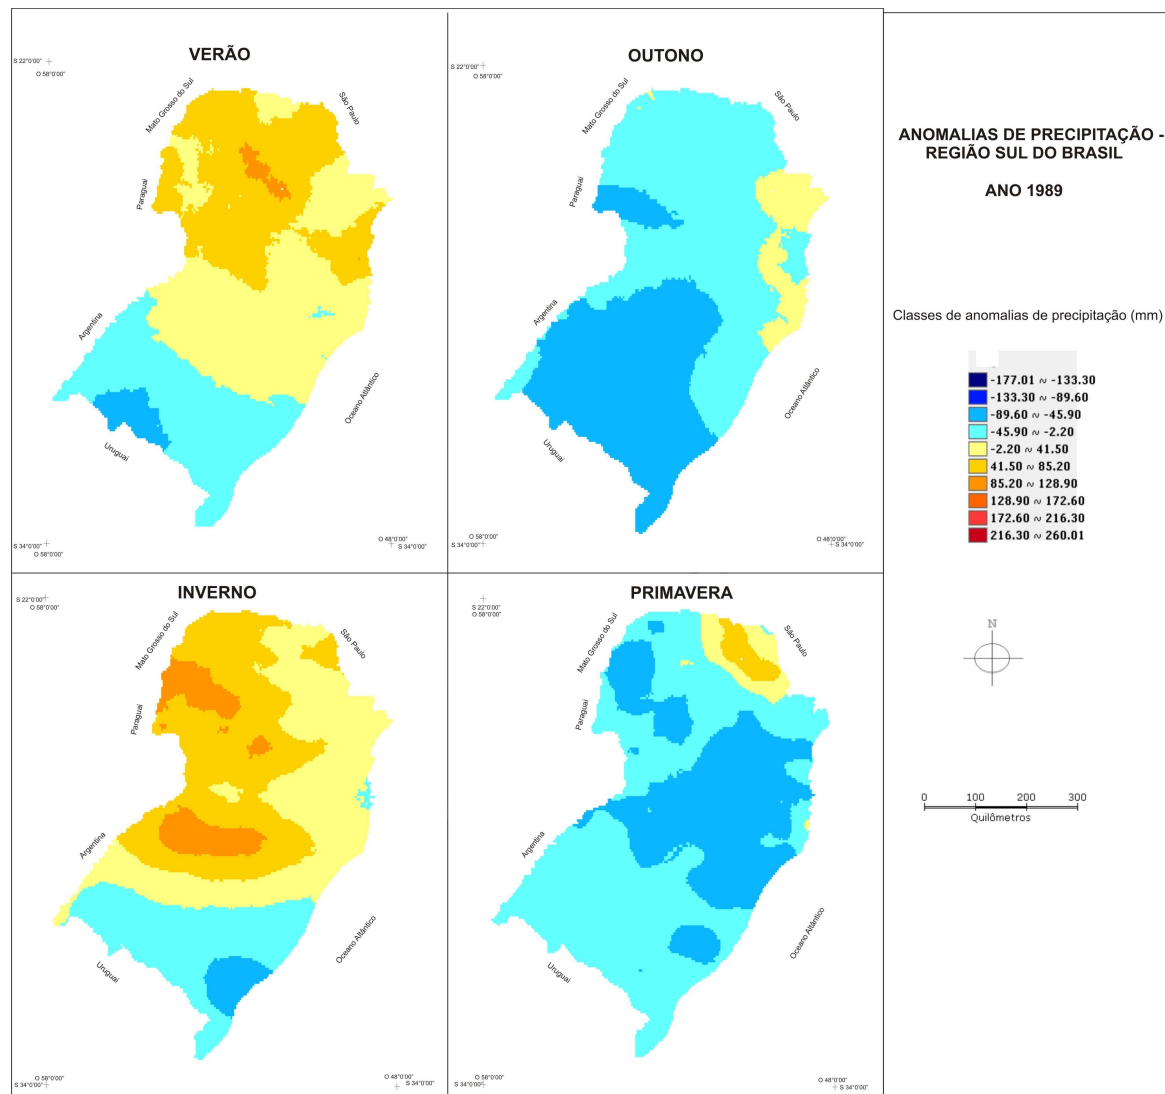 VERÃO
S 22°0'00"
O 58°0'00"
Mato Grosso do Sul
São Paulo
Paraguai
Argentina
Uruguai
Oceano Atlântico
S 34°0'00"
O 58°0'00"
O 48°0'00"
S 34°0'00"
OUTONO
S 22°0'00"
O 58°0'00"
Mato Grosso do Sul
São Paulo
Paraguai
Argentina
Uruguai
Oceano Atlântico
O 58°0'00"
S 34°0'00"
O 48°0'00"
S 34°0'00"
INVERNO
S 22°0'00"
O 58°0'00"
Mato Grosso do Sul
São Paulo
Paraguai
Argentina
Uruguai
Oceano Atlântico
O 58°0'00"
S 34°0'00"
O 48°0'00"
S 34°0'00"
PRIMAVERA
S 22°0'00"
O 58°0'00"
Mato Grosso do Sul
São Paulo
Paraguai
Argentina
Uruguai
Oceano Atlântico
O 58°0'00"
S 34°0'00"
O 48°0'00"
S 34°0'00"
ANOMALIAS DE PRECIPITAÇÃO -
REGIÃO SUL DO BRASIL
ANO 1989
Classes de anomalias de precipitação (mm)
-177.01 ~ -133.30
-133.30 ~ -89.60
-89.60 ~ -45.90
-45.90 ~ -2.20
-2.20 ~ 41.50
41.50 ~ 85.20
85.20 ~ 128.90
128.90 ~ 172.60
172.60 ~ 216.30
216.30 ~ 260.01
N
0 100 200 300
Quilômetros